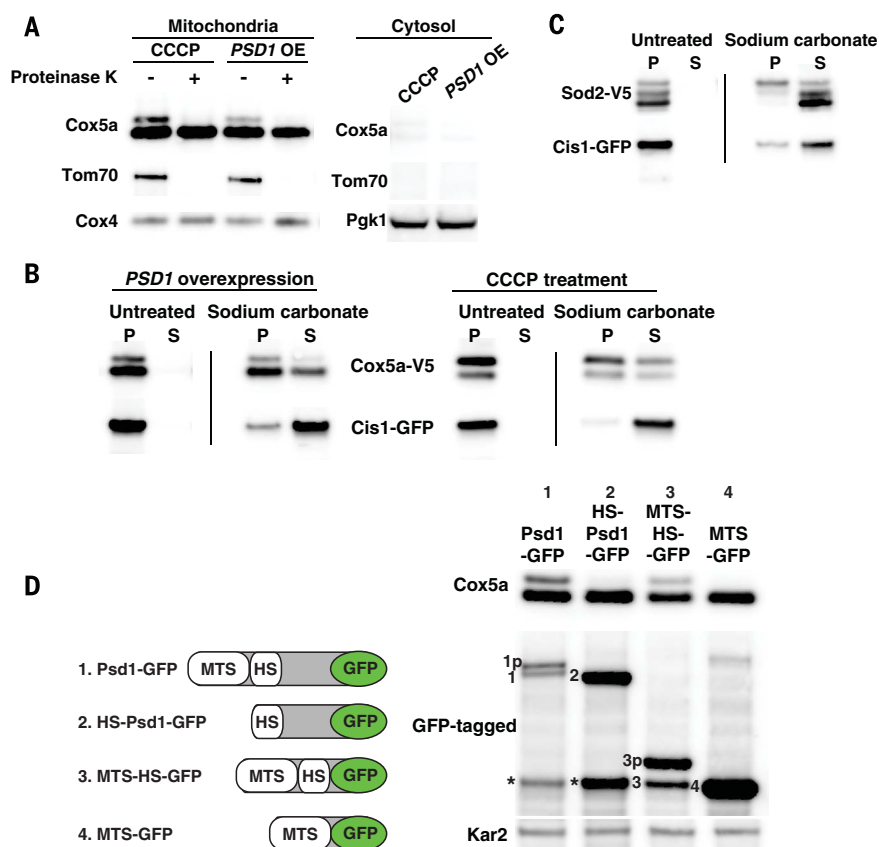 A
Mitochondria
CCCP PSD1 OE
Proteinase K - + - +
Cox5a
Tom70
Cox4
Cytosol
CCCP PSD1 OE
Cox5a
Tom70
Pgk1
C
Untreated Sodium carbonate
P S P S
Sod2-V5
Cis1-GFP
B
PSD1 overexpression
Untreated Sodium carbonate
P S P S
CCCP treatment
Untreated Sodium carbonate
P S P S
Cox5a-V5
Cis1-GFP
D
1. Psd1-GFP MTS HS GFP
2. HS-Psd1-GFP HS GFP
3. MTS-HS-GFP MTS HS GFP
4. MTS-GFP MTS GFP
1 2 3 4
Psd1
-GFP
HS-
Psd1
-GFP
MTS-
HS-
-GFP
MTS
-GFP
Cox5a
GFP-tagged
1p
1 2
3p
* * 3 4
Kar2